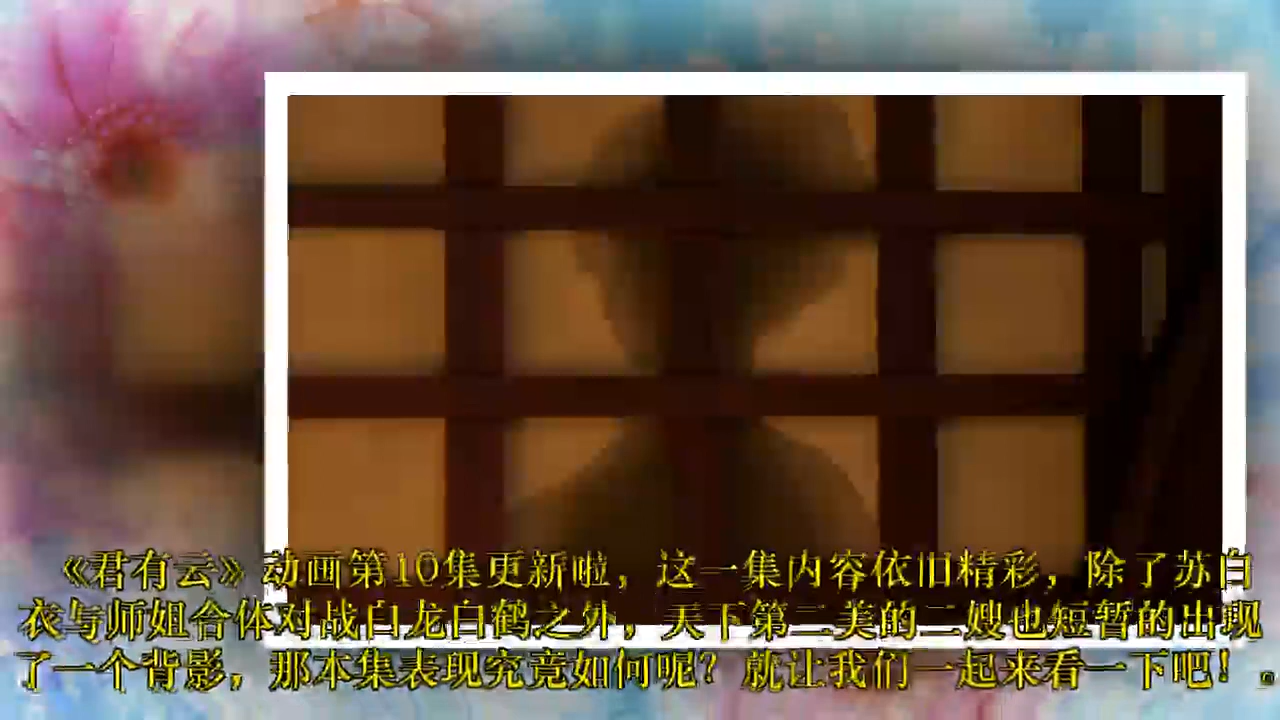 《君有云》动画第10集更新啦，这一集内容依旧精彩，除了苏白
衣与师姐合体对战白龙白鹤之外，天下第二美的二嫂也短暂的出现
了一个背影，那本集表现究竟如何呢？就让我们一起来看一下吧！。